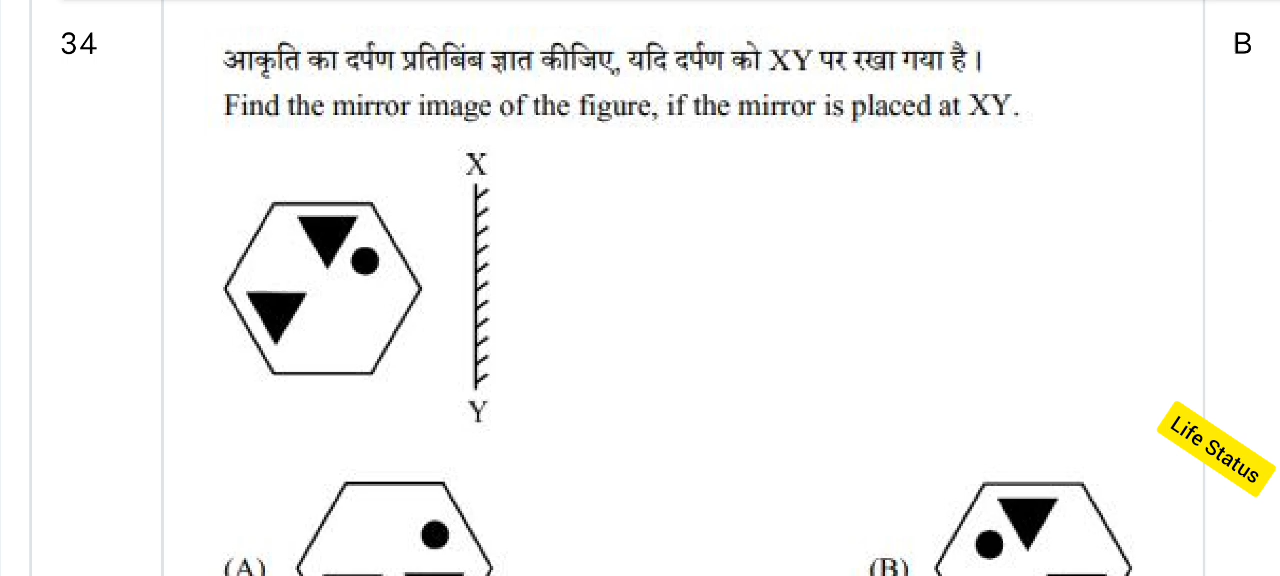 34
B
आकृति का दर्पण प्रतिबिंब ज्ञात कीजिए, यदि दर्पण को XY पर रखा गया है।
Find the mirror image of the figure, if the mirror is placed at XY.
X
Y
Life Status
(A)
(B)